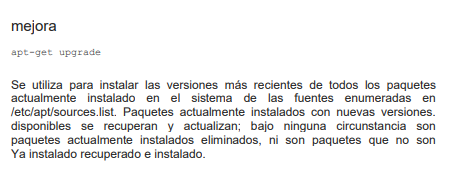 mejora
apt-get upgrade
Se utiliza para instalar las versiones más recientes de todos los paquetes
actualmente instalado en el sistema de las fuentes enumeradas en
/etc/apt/sources.list. Paquetes actualmente instalados con nuevas versiones.
disponibles se recuperan y actualizan; bajo ninguna circunstancia son
paquetes actualmente instalados eliminados, ni son paquetes que no son
Ya instalado recuperado e instalado.